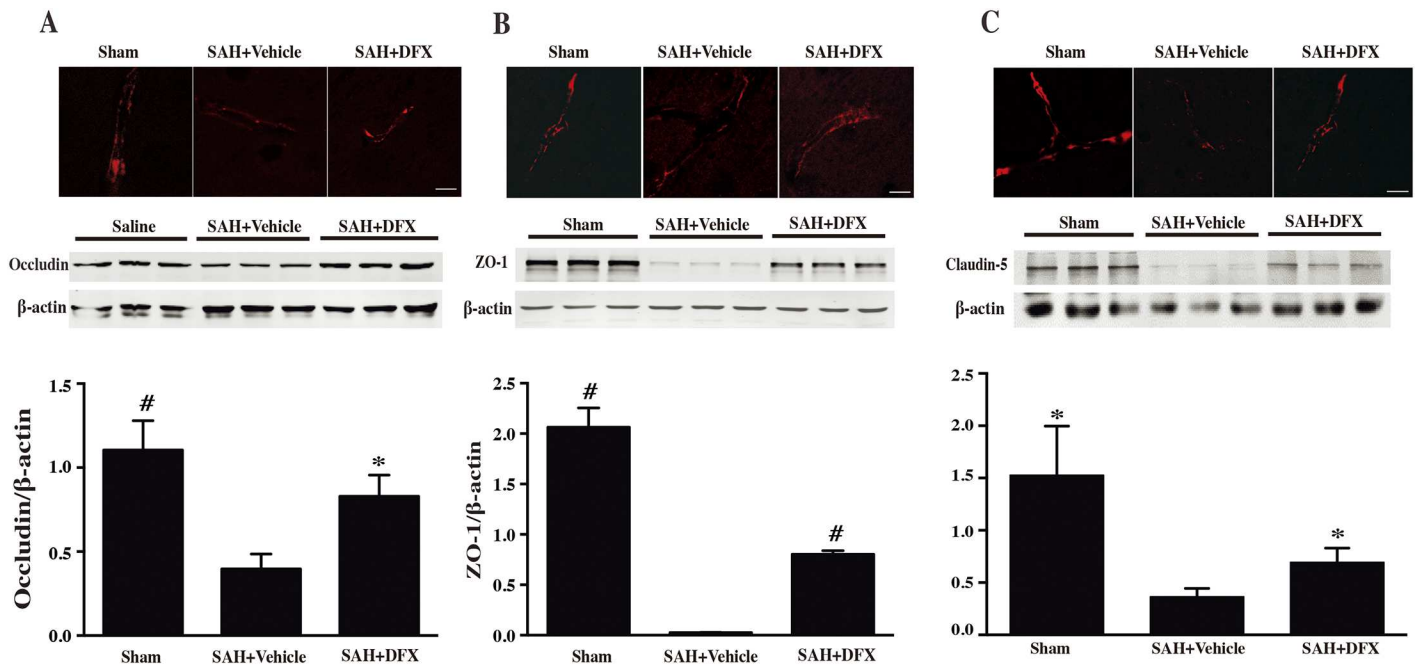 A
Sham SAH+Vehicle SAH+DFX
Saline SAH+Vehicle SAH+DFX
Occludin
β-actin
1.5
1.0
0.5
0.0
Occludin/β-actin
#
*
Sham SAH+Vehicle SAH+DFX
B
Sham SAH+Vehicle SAH+DFX
Sham SAH+Vehicle SAH+DFX
ZO-1
β-actin
2.5
2.0
1.5
1.0
0.5
0.0
ZO-1/β-actin
#
#
Sham SAH+Vehicle SAH+DFX
C
Sham SAH+Vehicle SAH+DFX
Sham SAH+Vehicle SAH+DFX
Claudin-5
β-actin
2.5
2.0
1.5
1.0
0.5
0.0
*
*
Sham SAH+Vehicle SAH+DFX